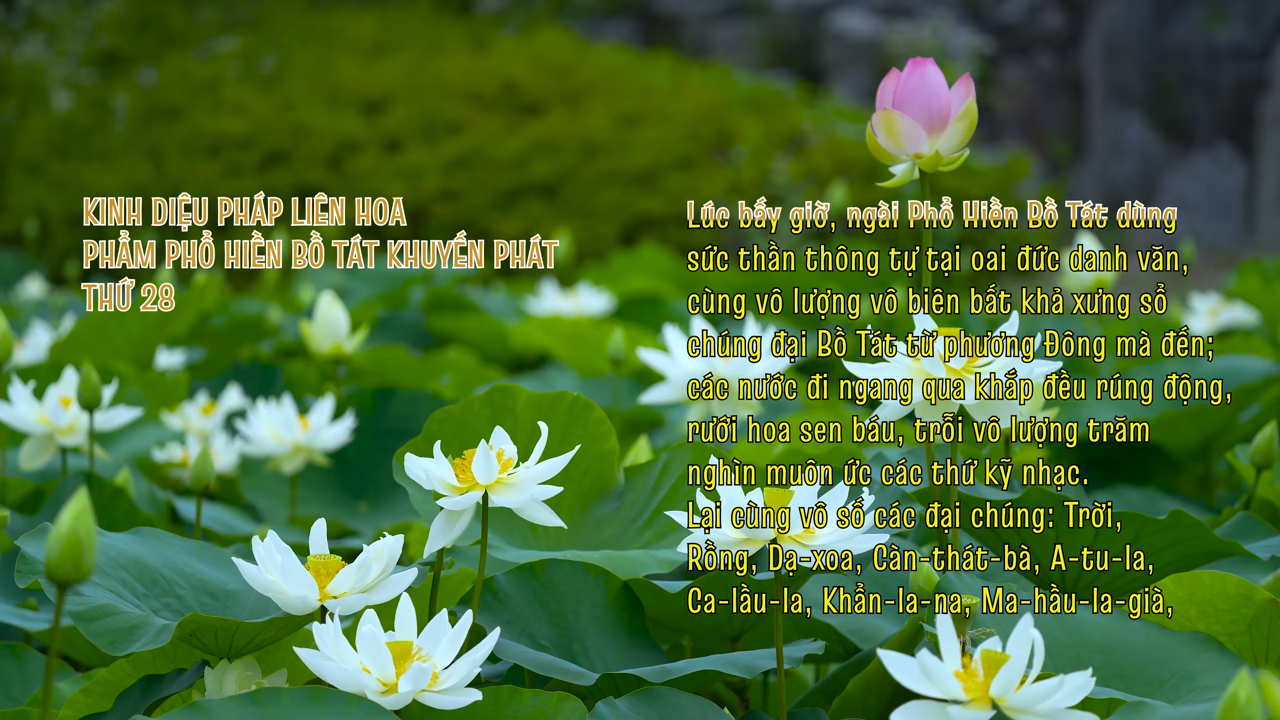 KINH DIỆU PHÁP LIÊN HOA
PHẨM PHỔ HIỀN BỒ TÁT KHUYẾN PHÁT
THỨ 28
Lúc bấy giờ, ngài Phổ Hiền Bồ Tát dùng
sức thần thông tự tại oai đức danh văn,
cùng vô lượng vô biên bất khả xưng số
chúng đại Bồ Tát từ phương Đông mà đến;
các nước đi ngang qua khắp đều rúng động,
rưới hoa sen báu, trỗi vô lượng trăm
nghìn muôn ức các thứ kỹ nhạc.
Lại cùng vô số các đại chúng: Trời,
Rồng, Dạ-xoa, Càn-thát-bà, A-tu-la,
Ca-lầu-la, Khẩn-la-na, Ma-hầu-la-già,